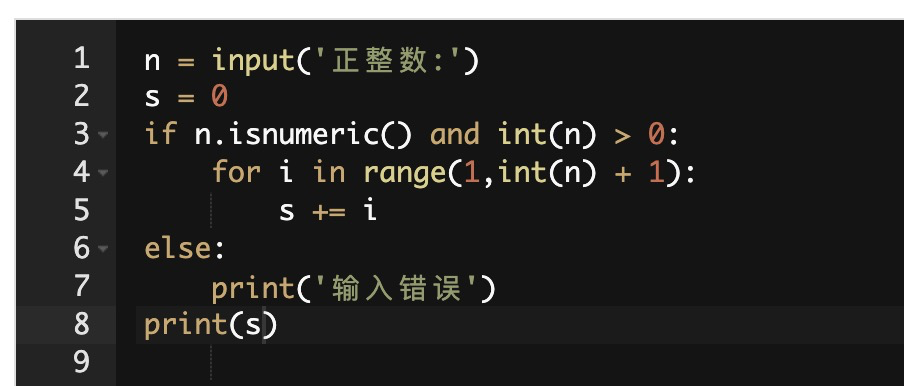 1 n = input('正整数:')
2 s = 0
3 if n.isnumeric() and int(n) > 0:
4     for i in range(1,int(n) + 1):
5         s += i
6 else:
7     print('输入错误')
8 print(s)
9